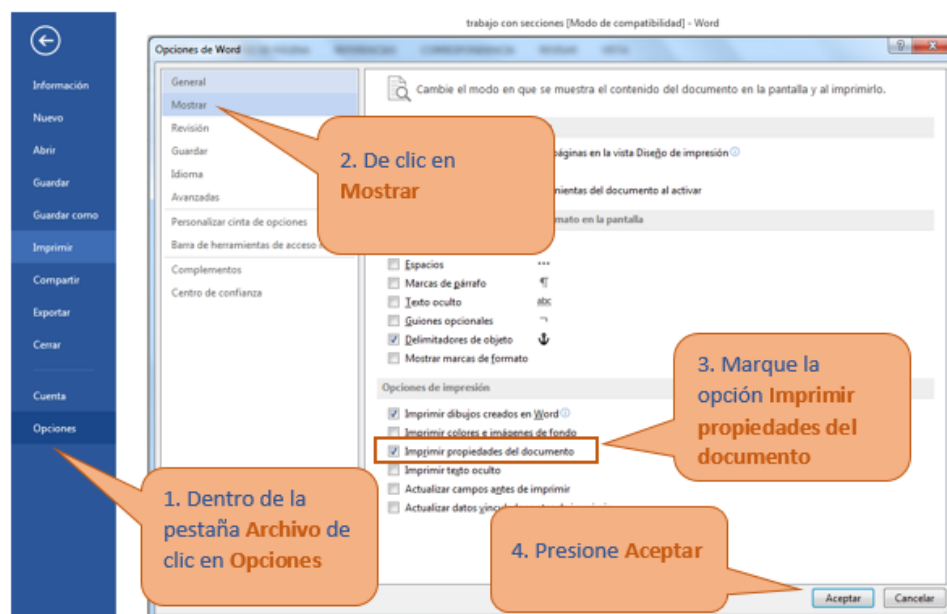 trabajo con secciones [Modo de compatibilidad] - Word
Opciones de Word
Información
Nuevo
Abrir
Guardar
Guardar como
Imprimir
Compartir
Exportar
Cerrar
Cuenta
Opciones
General
Mostrar
Revisión
Guardar
Idioma
Avanzadas
Personalizar cinta de opciones
Barra de herramientas de acceso
Complementos
Centro de confianza
Cambie el modo en que se muestra el contenido del documento en la pantalla y al imprimirlo.
páginas en la vista Diseño de impresión
del documento al activar
en la pantalla
Espacios
Marcas de párrafo ¶
Texto oculto abc
Guiones opcionales ¬
Delimitadores de objeto
Mostrar marcas de formato
Opciones de impresión
Imprimir dibujos creados en Word
Imprimir colores e imágenes de fondo
Imprimir propiedades del documento
Imprimir texto oculto
Actualizar campos antes de imprimir
Actualizar datos
2. De clic en
Mostrar
3. Marque la
opción Imprimir
propiedades del
documento
1. Dentro de la
pestaña Archivo de
clic en Opciones
4. Presione Aceptar
Aceptar
Cancelar